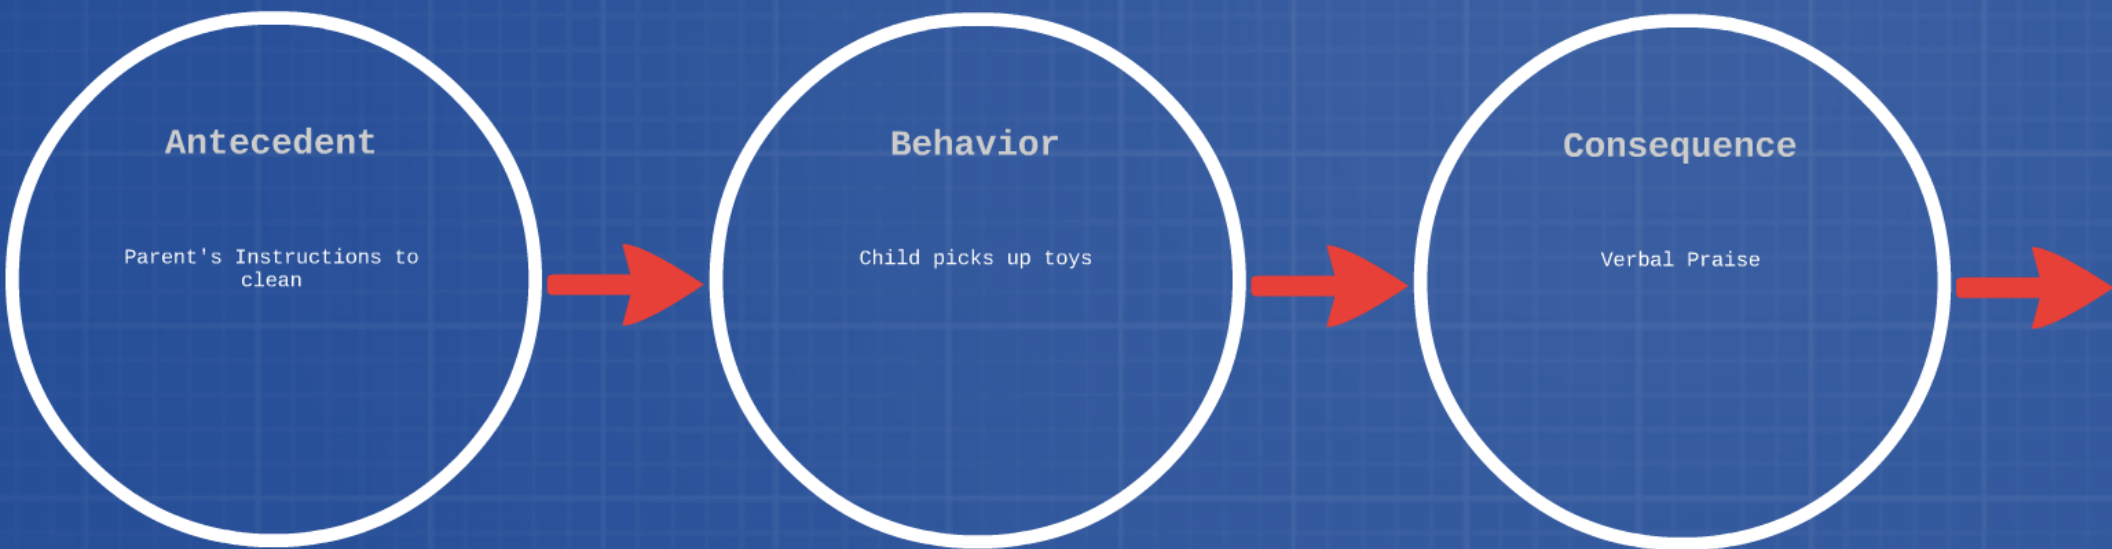 Antecedent
Parent's Instructions to
clean
Behavior
Child picks up toys
Consequence
Verbal Praise